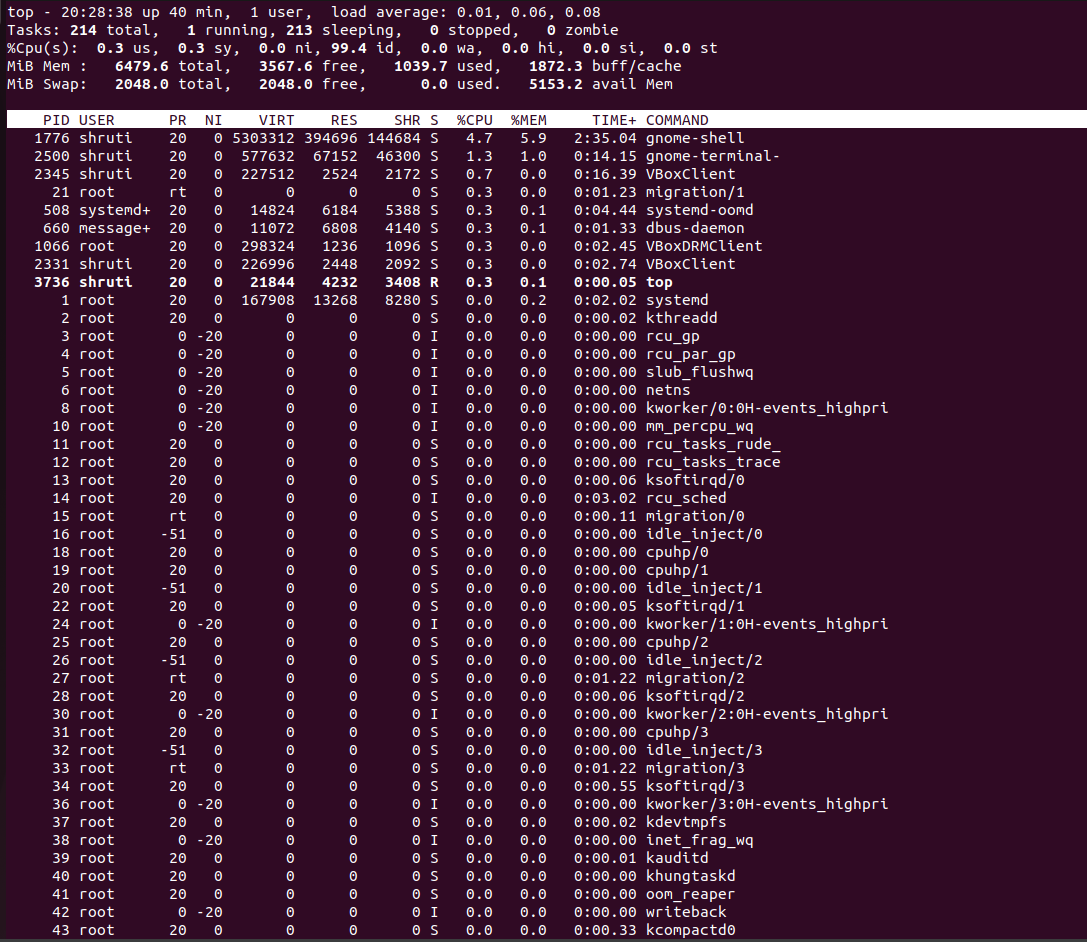 top - 20:28:38 up 40 min,  1 user,  load average: 0.01, 0.06, 0.08
Tasks: 214 total,   1 running, 213 sleeping,   0 stopped,   0 zombie
%Cpu(s):  0.3 us,  0.3 sy,  0.0 ni, 99.4 id,  0.0 wa,  0.0 hi,  0.0 si,  0.0 st
MiB Mem :   6479.6 total,   3567.6 free,   1039.7 used,   1872.3 buff/cache
MiB Swap:   2048.0 total,   2048.0 free,      0.0 used.   5153.2 avail Mem
PID USER      PR  NI    VIRT    RES    SHR S  %CPU  %MEM     TIME+ COMMAND
1776 shruti    20   0 5303312 394696 144684 S   4.7   5.9   2:35.04 gnome-shell
2500 shruti    20   0  577632  67152  46300 S   1.3   1.0   0:14.15 gnome-terminal-
2345 shruti    20   0  227512   2524   2172 S   0.7   0.0   0:16.39 VBoxClient
21 root      rt   0       0      0      0 S   0.3   0.0   0:01.23 migration/1
508 systemd+  20   0   14824   6184   5388 S   0.3   0.1   0:04.44 systemd-oomd
660 message+  20   0   11072   6808   4140 S   0.3   0.1   0:01.33 dbus-daemon
1066 root      20   0  298324   1236   1096 S   0.3   0.0   0:02.45 VBoxDRMClient
2331 shruti    20   0  226996   2448   2092 S   0.3   0.0   0:02.74 VBoxClient
3736 shruti    20   0   21844   4232   3408 R   0.3   0.1   0:00.05 top
1 root      20   0  167908  13268   8280 S   0.0   0.2   0:02.02 systemd
2 root      20   0       0      0      0 S   0.0   0.0   0:00.02 kthreadd
3 root       0 -20       0      0      0 I   0.0   0.0   0:00.00 rcu_gp
4 root       0 -20       0      0      0 I   0.0   0.0   0:00.00 rcu_par_gp
5 root       0 -20       0      0      0 I   0.0   0.0   0:00.00 slub_flushwq
6 root       0 -20       0      0      0 I   0.0   0.0   0:00.00 netns
8 root       0 -20       0      0      0 I   0.0   0.0   0:00.00 kworker/0:0H-events_highpri
10 root       0 -20       0      0      0 I   0.0   0.0   0:00.00 mm_percpu_wq
11 root      20   0       0      0      0 S   0.0   0.0   0:00.00 rcu_tasks_rude_
12 root      20   0       0      0      0 S   0.0   0.0   0:00.00 rcu_tasks_trace
13 root      20   0       0      0      0 S   0.0   0.0   0:00.06 ksoftirqd/0
14 root      20   0       0      0      0 I   0.0   0.0   0:03.02 rcu_sched
15 root      rt   0       0      0      0 S   0.0   0.0   0:00.11 migration/0
16 root     -51   0       0      0      0 S   0.0   0.0   0:00.00 idle_inject/0
18 root      20   0       0      0      0 S   0.0   0.0   0:00.00 cpuhp/0
19 root      20   0       0      0      0 S   0.0   0.0   0:00.00 cpuhp/1
20 root     -51   0       0      0      0 S   0.0   0.0   0:00.00 idle_inject/1
22 root      20   0       0      0      0 S   0.0   0.0   0:00.05 ksoftirqd/1
24 root       0 -20       0      0      0 I   0.0   0.0   0:00.00 kworker/1:0H-events_highpri
25 root      20   0       0      0      0 S   0.0   0.0   0:00.00 cpuhp/2
26 root     -51   0       0      0      0 S   0.0   0.0   0:00.00 idle_inject/2
27 root      rt   0       0      0      0 S   0.0   0.0   0:01.22 migration/2
28 root      20   0       0      0      0 S   0.0   0.0   0:00.06 ksoftirqd/2
30 root       0 -20       0      0      0 I   0.0   0.0   0:00.00 kworker/2:0H-events_highpri
31 root      20   0       0      0      0 S   0.0   0.0   0:00.00 cpuhp/3
32 root     -51   0       0      0      0 S   0.0   0.0   0:00.00 idle_inject/3
33 root      rt   0       0      0      0 S   0.0   0.0   0:01.22 migration/3
34 root      20   0       0      0      0 S   0.0   0.0   0:00.55 ksoftirqd/3
36 root       0 -20       0      0      0 I   0.0   0.0   0:00.00 kworker/3:0H-events_highpri
37 root      20   0       0      0      0 S   0.0   0.0   0:00.02 kdevtmpfs
38 root       0 -20       0      0      0 I   0.0   0.0   0:00.00 inet_frag_wq
39 root      20   0       0      0      0 S   0.0   0.0   0:00.01 kauditd
40 root      20   0       0      0      0 S   0.0   0.0   0:00.00 khungtaskd
41 root      20   0       0      0      0 S   0.0   0.0   0:00.00 oom_reaper
42 root       0 -20       0      0      0 I   0.0   0.0   0:00.00 writeback
43 root      20   0       0      0      0 S   0.0   0.0   0:00.33 kcompactd0